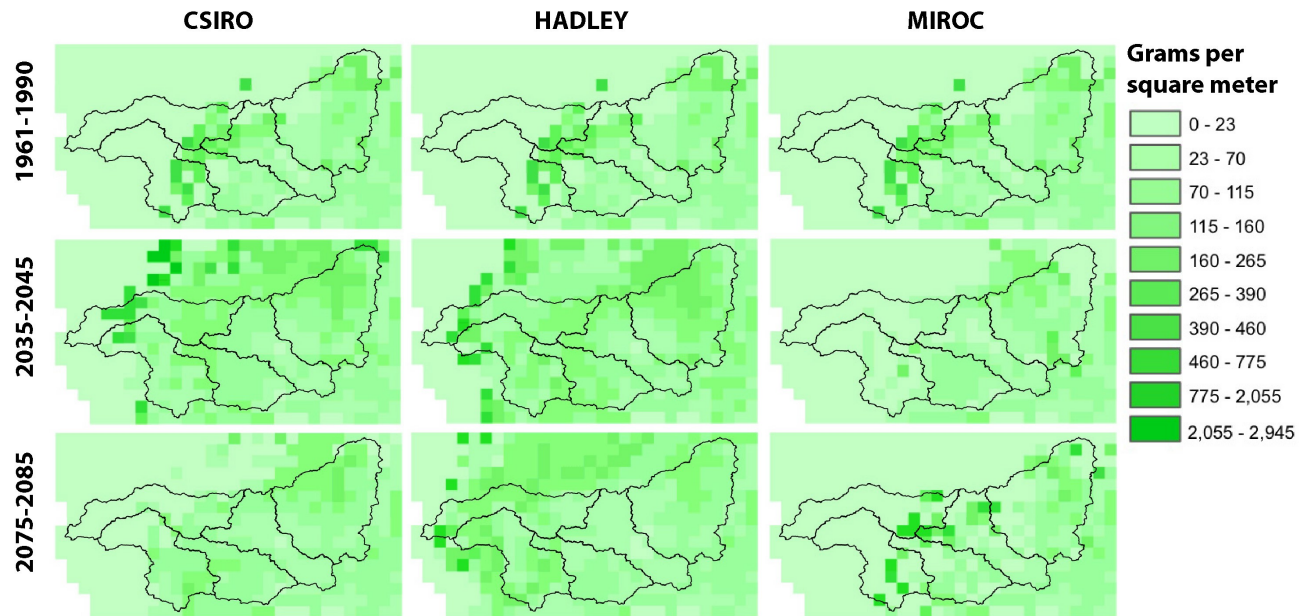 CSIRO
HADLEY
MIROC
1961-1990
2035-2045
2075-2085
Grams per
square meter
0 - 23
23 - 70
70 - 115
115 - 160
160 - 265
265 - 390
390 - 460
460 - 775
775 - 2,055
2,055 - 2,945